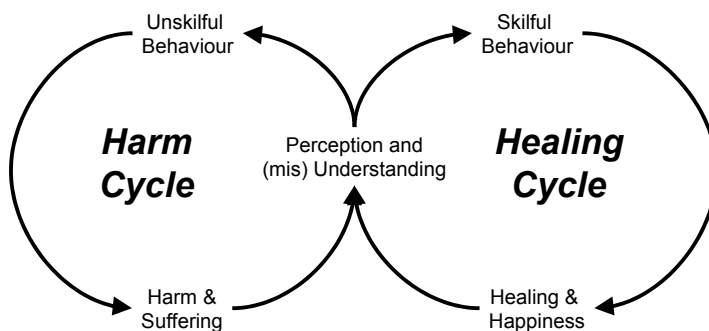 Unskilful
Behaviour
Skilful
Behaviour
Harm
Cycle
Perception and
(mis) Understanding
Healing
Cycle
Harm &
Suffering
Healing &
Happiness